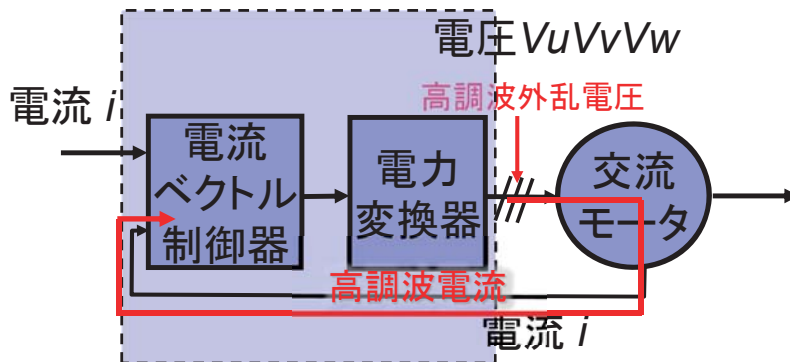 電圧VuVvVw
高調波外乱電圧
電流 i
電流
ベクトル
制御器
電力
変換器
交流
モータ
高調波電流
電流 i